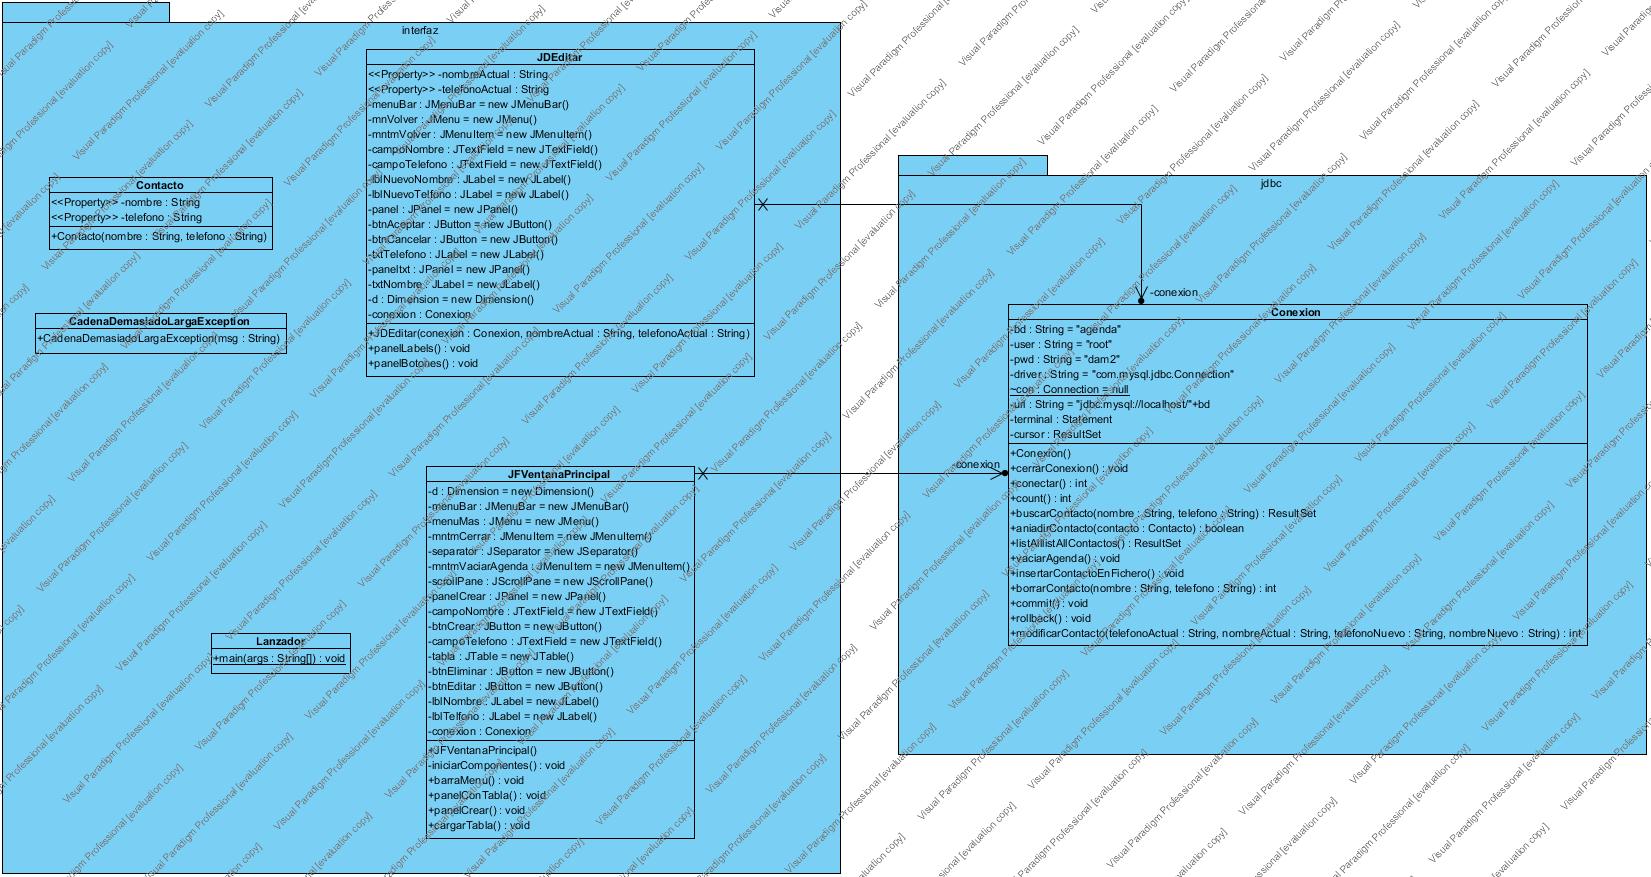 interfaz
JDEditar
<<Property>> -nombreActual : String
<<Property>> -telefonoActual : String
-menuBar : JMenuBar = new JMenuBar()
-mnVolver : JMenu = new JMenu()
-mntmVolver : JMenuItem = new JMenuItem()
-campoNombre : JTextField = new JTextField()
-campoTelefono : JTextField = new JTextField()
-lblNuevoNombre : JLabel = new JLabel()
-lblNuevoTelfono : JLabel = new JLabel()
-panel : JPanel = new JPanel()
-btnAceptar : JButton = new JButton()
-btnCancelar : JButton = new JButton()
-txtTelefono : JLabel = new JLabel()
-paneltxt : JPanel = new JPanel()
-txtNombre : JLabel = new JLabel()
-d : Dimension = new Dimension()
-conexion : Conexion
+JDEditar(conexion : Conexion, nombreActual : String, telefonoActual : String)
+panelLabels() : void
+panelBotones() : void
Contacto
<<Property>> -nombre : String
<<Property>> -telefono : String
+Contacto(nombre : String, telefono : String)
CadenaDemasiadoLargaException
+CadenaDemasiadoLargaException(msg : String)
JFVentanaPrincipal
-d : Dimension = new Dimension()
-menuBar : JMenuBar = new JMenuBar()
-menuMas : JMenu = new JMenu()
-mntmCerrar : JMenuItem = new JMenuItem()
-separator : JSeparator = new JSeparator()
-mntmVaciarAgenda : JMenuItem = new JMenuItem()
-scrollPane : JScrollPane = new JScrollPane()
-panelCrear : JPanel = new JPanel()
-campoNombre : JTextField = new JTextField()
-btnCrear : JButton = new JButton()
-campoTelefono : JTextField = new JTextField()
-tabla : JTable = new JTable()
-btnEliminar : JButton = new JButton()
-btnEditar : JButton = new JButton()
-lblNombre : JLabel = new JLabel()
-lblTelfono : JLabel = new JLabel()
-conexion : Conexion
+JFVentanaPrincipal()
-iniciarComponentes() : void
+barraMenu() : void
+panelConTabla() : void
+panelCrear() : void
+cargarTabla() : void
Lanzador
+main(args : String[]) : void
jdbc
-conexion
conexion
Conexion
-bd : String = "agenda"
-user : String = "root"
-pwd : String = "dam2"
-driver : String = "com.mysql.jdbc.Connection"
~con : Connection = null
-url : String = "jdbc:mysql://localhost/"+bd
-terminal : Statement
-cursor : ResultSet
+Conexion()
+cerrarConexion() : void
+conectar() : int
+count() : int
+buscarContacto(nombre : String, telefono : String) : ResultSet
+aniadirContacto(contacto : Contacto) : boolean
+listAlllistAllContactos() : ResultSet
+vaciarAgenda() : void
+insertarContactoEnFichero() : void
+borrarContacto(nombre : String, telefono : String) : int
+commit() : void
+rollback() : void
+modificarContacto(telefonoActual : String, nombreActual : String, telefonoNuevo : String, nombreNuevo : String) : int
Visual Paradigm Professional [evaluation copy]